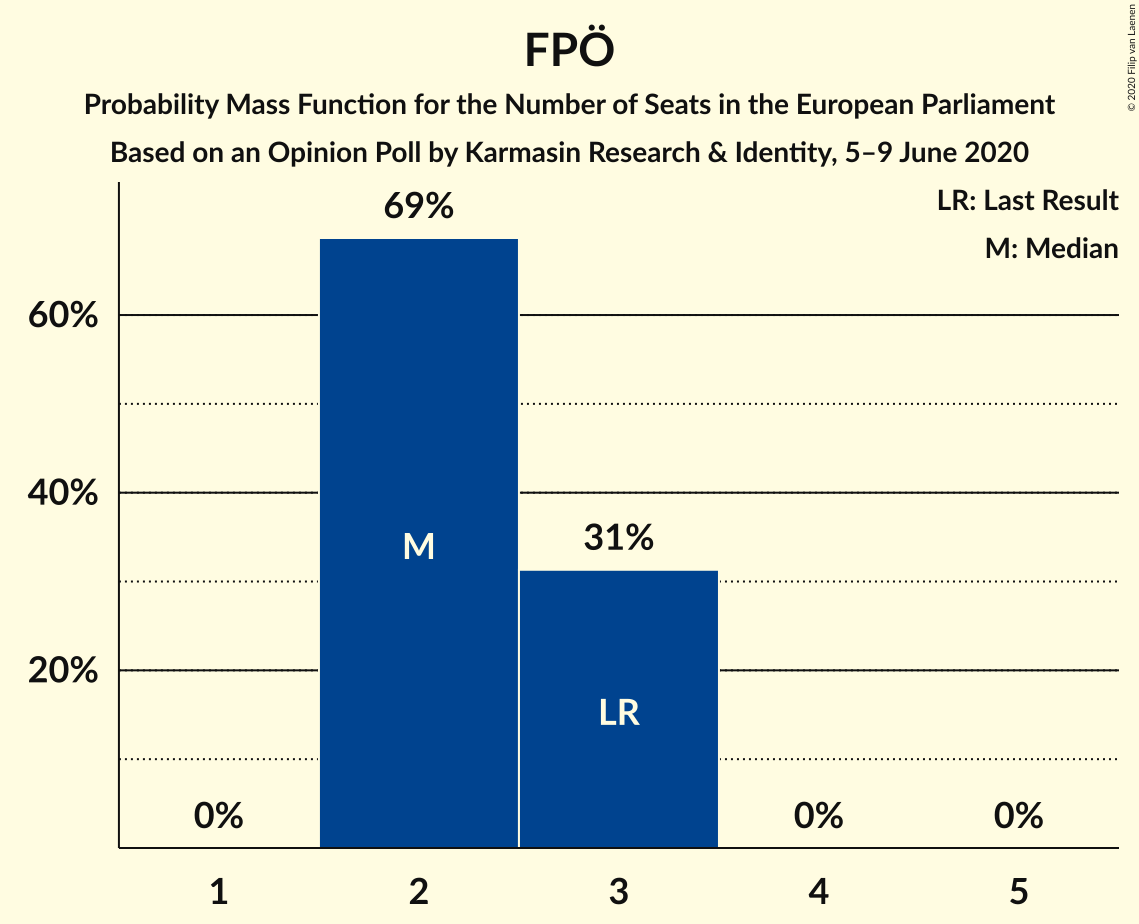 FPÖ
Probability Mass Function for the Number of Seats in the European Parliament
Based on an Opinion Poll by Karmasin Research & Identity, 5–9 June 2020
© 2020 Filip van Laenen
LR: Last Result
M: Median
69%
60%
40%
31%
M
20%
LR
0%
0%
0%
1
2
3
4
5